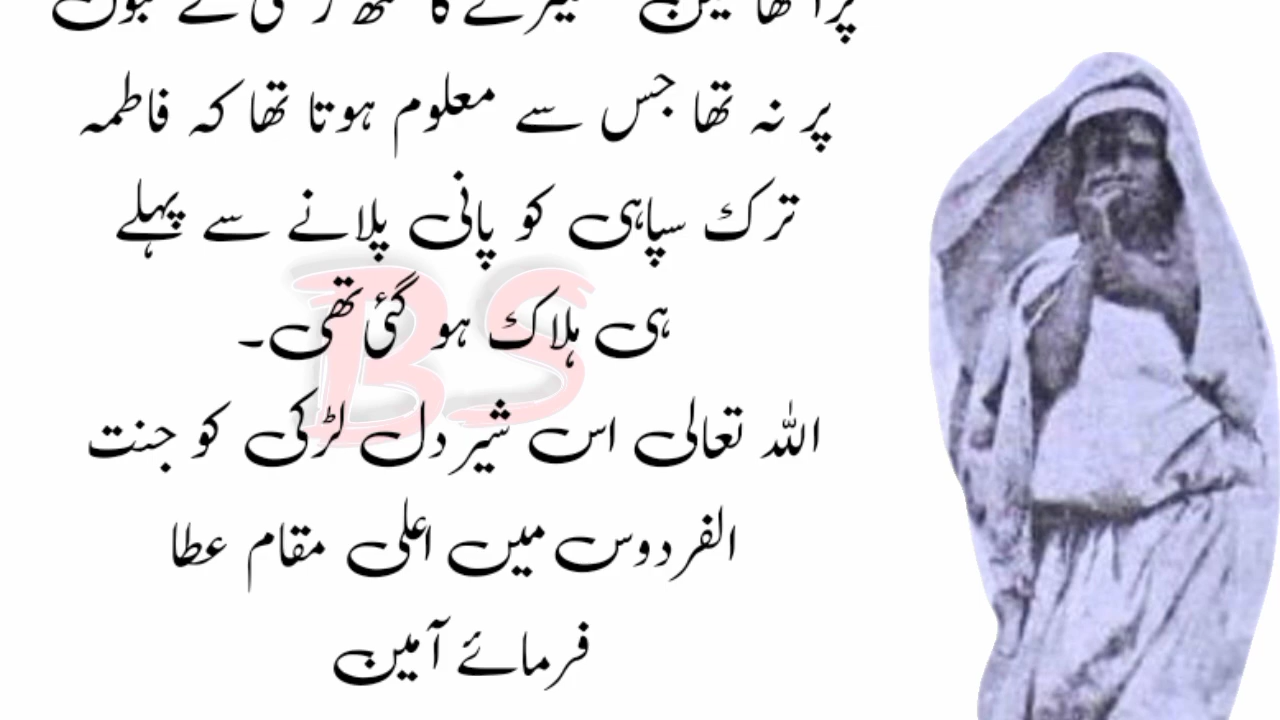 پر نہ تھا جس سے معلوم ہوتا تھا کہ فاطمہ
ترک سپاہی کو پانی پلانے سے پہلے
ہی ہلاک ہو گئی تھی۔
اللہ تعالی اس شیر دل لڑکی کو جنت
الفردوس میں اعلی مقام عطا
فرمائے آمین
BS